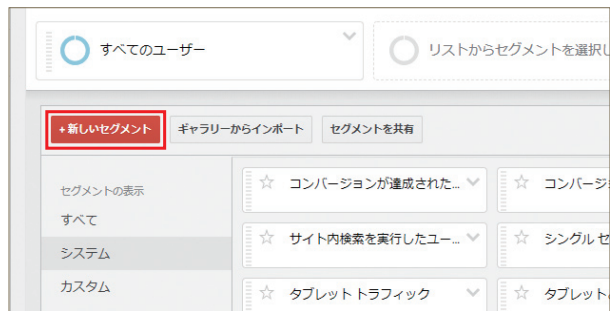 すべてのユーザー
リストからセグメントを選択し
+新しいセグメント ギャラリーからインポート セグメントを共有
セグメントの表示
すべて
システム
カスタム
コンバージョンが達成された... コンバージ
サイト内検索を実行したユー... シングル セ
タブレット トラフィック タブレット